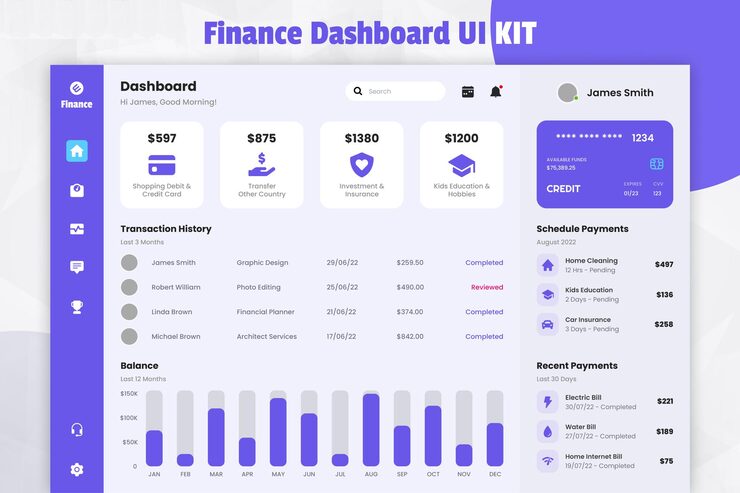 Finance Dashboard UI KIT
Finance
Dashboard
Hi James, Good Morning!
Search
James Smith
$597
Shopping Debit &
Credit Card
$875
Transfer
Other Country
$1380
Investment &
Insurance
$1200
Kids Education &
Hobbies
**** **** **** 1234
AVAILABLE FUNDS
$75,389.25
CREDIT
EXPIRES
01/23
CVV
123
Transaction History
Last 3 Months
James Smith Graphic Design 29/06/22 $259.50 Completed
Robert William Photo Editing 25/06/22 $490.00 Reviewed
Linda Brown Financial Planner 21/06/22 $374.00 Completed
Michael Brown Architect Services 17/06/22 $842.00 Completed
Schedule Payments
August 2022
Home Cleaning
12 Hrs - Pending
$497
Kids Education
2 Days - Pending
$136
Car Insurance
3 Days - Pending
$258
Balance
Last 12 Months
$150K
$100K
$50K
0
JAN FEB MAR APR MAY JUN JUL AUG SEP OCT NOV DEC
Recent Payments
Last 30 Days
Electric Bill
30/07/22 - Completed
$221
Water Bill
27/07/22 - Completed
$189
Home Internet Bill
19/07/22 - Completed
$75